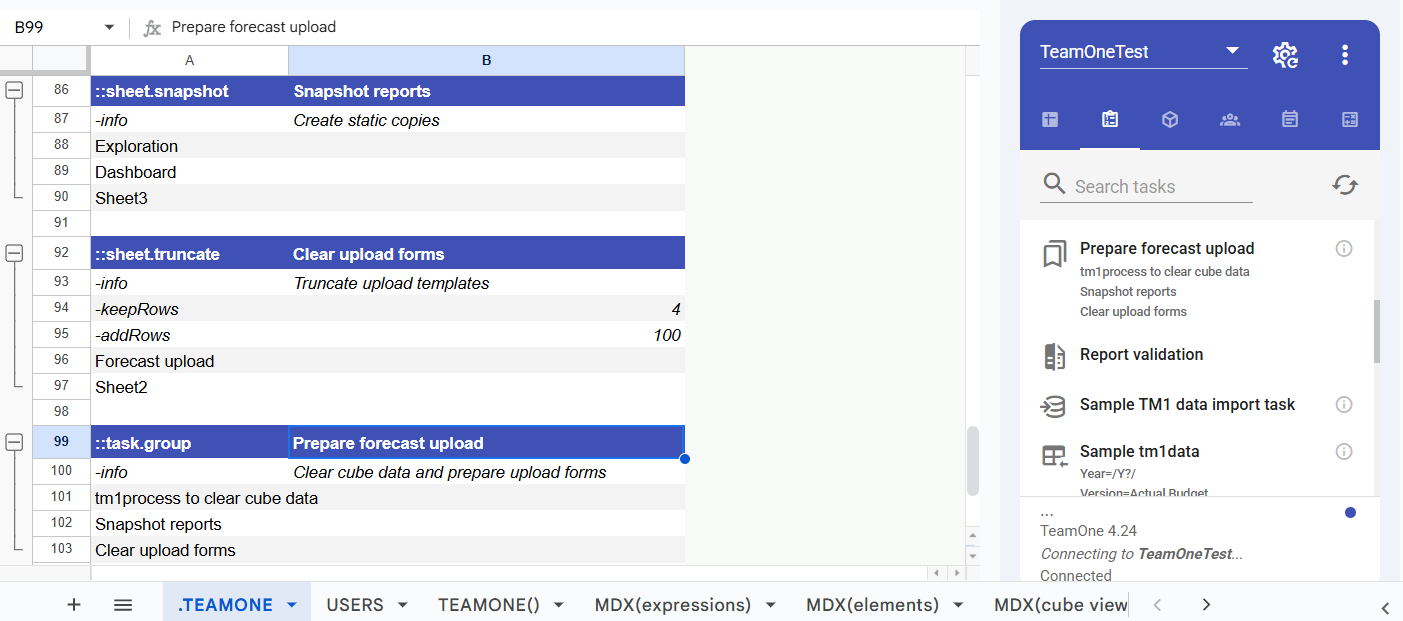 B99 Prepare forecast upload
A B
86 ::sheet.snapshot Snapshot reports
87 -info Create static copies
88 Exploration
89 Dashboard
90 Sheet3
91
92 ::sheet.truncate Clear upload forms
93 -info Truncate upload templates
94 -keepRows 4
95 -addRows 100
96 Forecast upload
97 Sheet2
98
99 ::task.group Prepare forecast upload
100 -info Clear cube data and prepare upload forms
101 tm1process to clear cube data
102 Snapshot reports
103 Clear upload forms
.TEAMONE USERS TEAMONE() MDX(expressions) MDX(elements) MDX(cube view
TeamOneTest
Search tasks
Prepare forecast upload
tm1process to clear cube data
Snapshot reports
Clear upload forms
Report validation
Sample TM1 data import task
Sample tm1data
Year=/Y?/
Version=Actual Budget
...
TeamOne 4.24
Connecting to TeamOneTest...
Connected